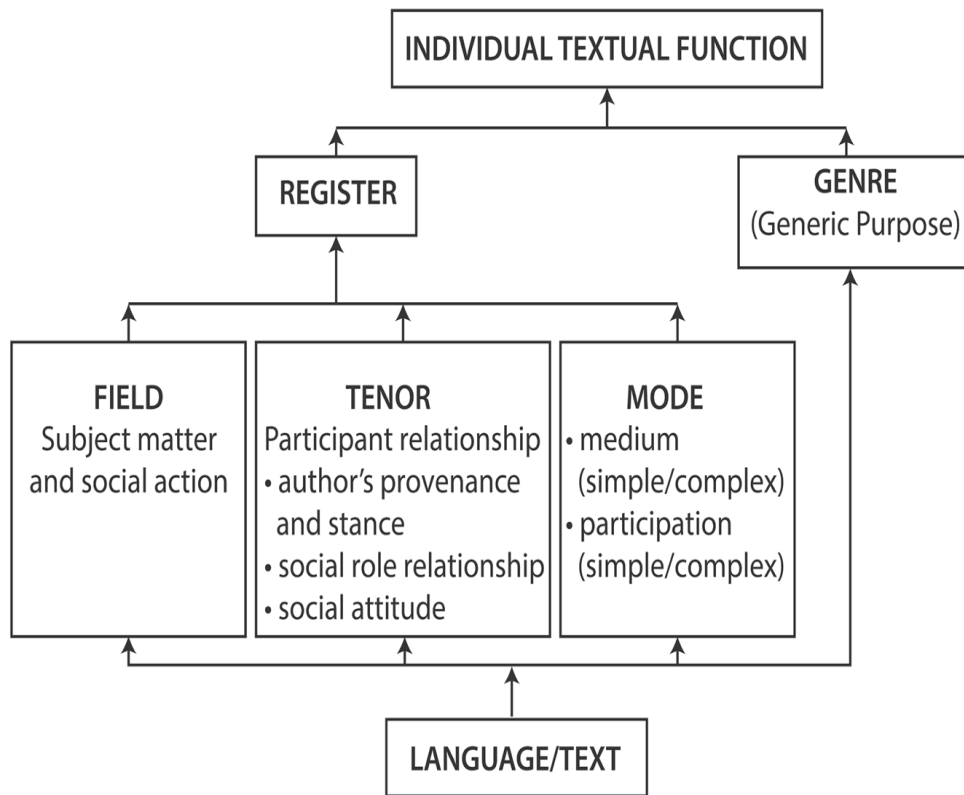 INDIVIDUAL TEXTUAL FUNCTION
REGISTER
GENRE
(Generic Purpose)
FIELD
Subject matter
and social action
TENOR
Participant relationship
• author’s provenance
and stance
• social role relationship
• social attitude
MODE
• medium
(simple/complex)
• participation
(simple/complex)
LANGUAGE/TEXT